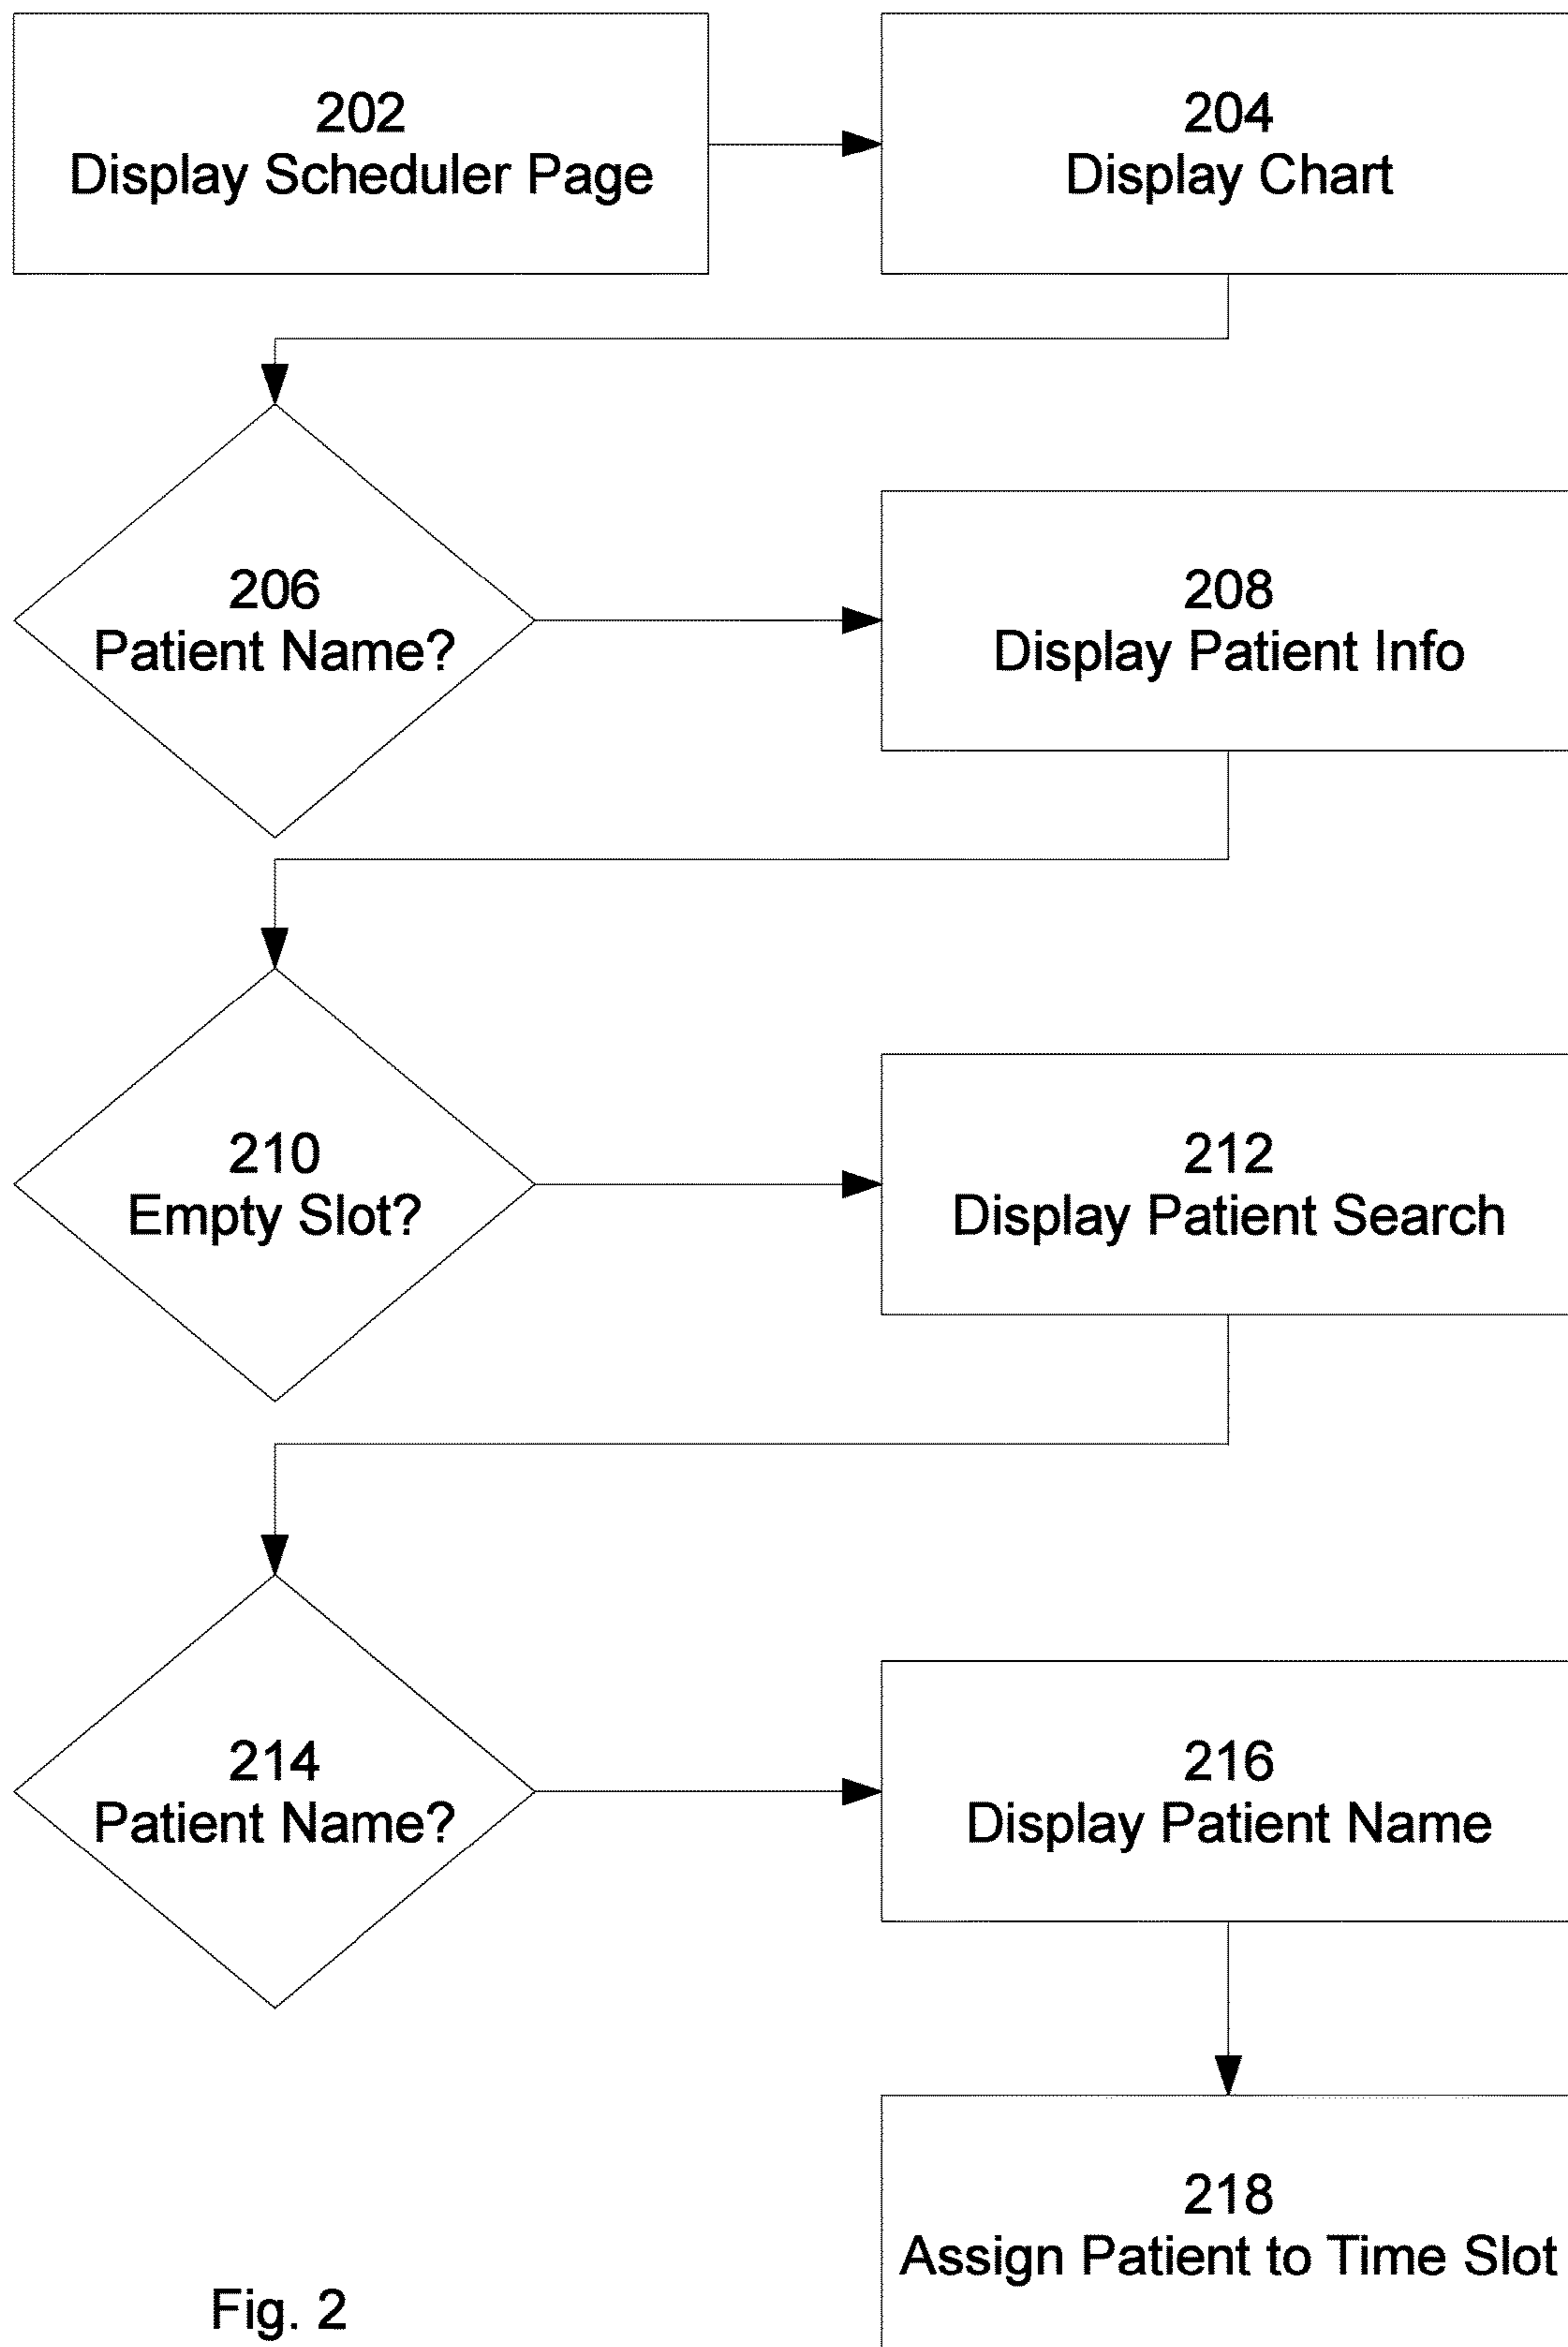 202
Display Scheduler Page
204
Display Chart
206
Patient Name?
208
Display Patient Info
210
Empty Slot?
212
Display Patient Search
214
Patient Name?
216
Display Patient Name
218
Assign Patient to Time Slot
Fig. 2